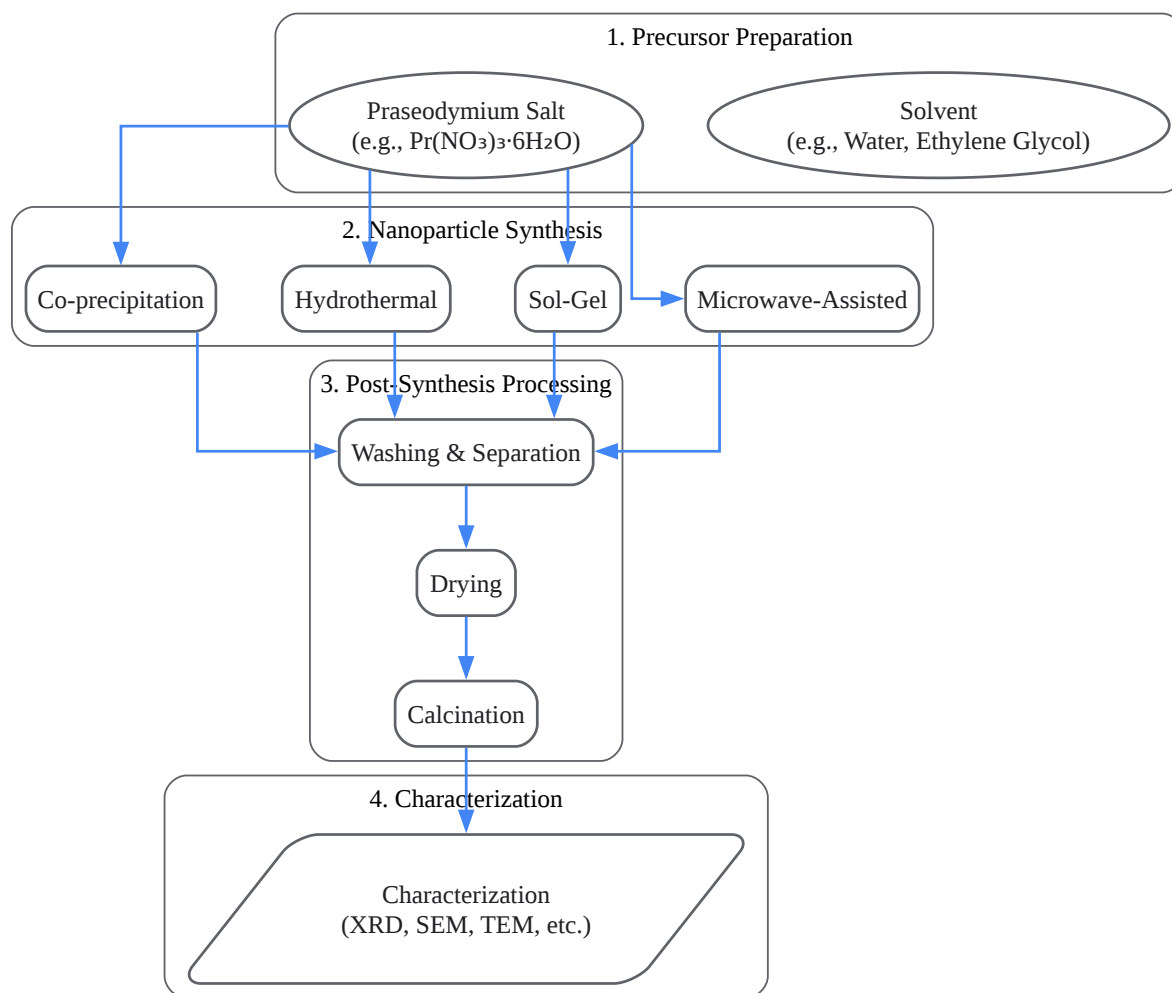 1. Precursor Preparation
Praseodymium Salt
(e.g., Pr(NO₃)₃·6H₂O)
Solvent
(e.g., Water, Ethylene Glycol)
2. Nanoparticle Synthesis
Co-precipitation
Hydrothermal
Sol-Gel
Microwave-Assisted
3. Post-Synthesis Processing
Washing & Separation
Drying
Calcination
4. Characterization
Characterization
(XRD, SEM, TEM, etc.)